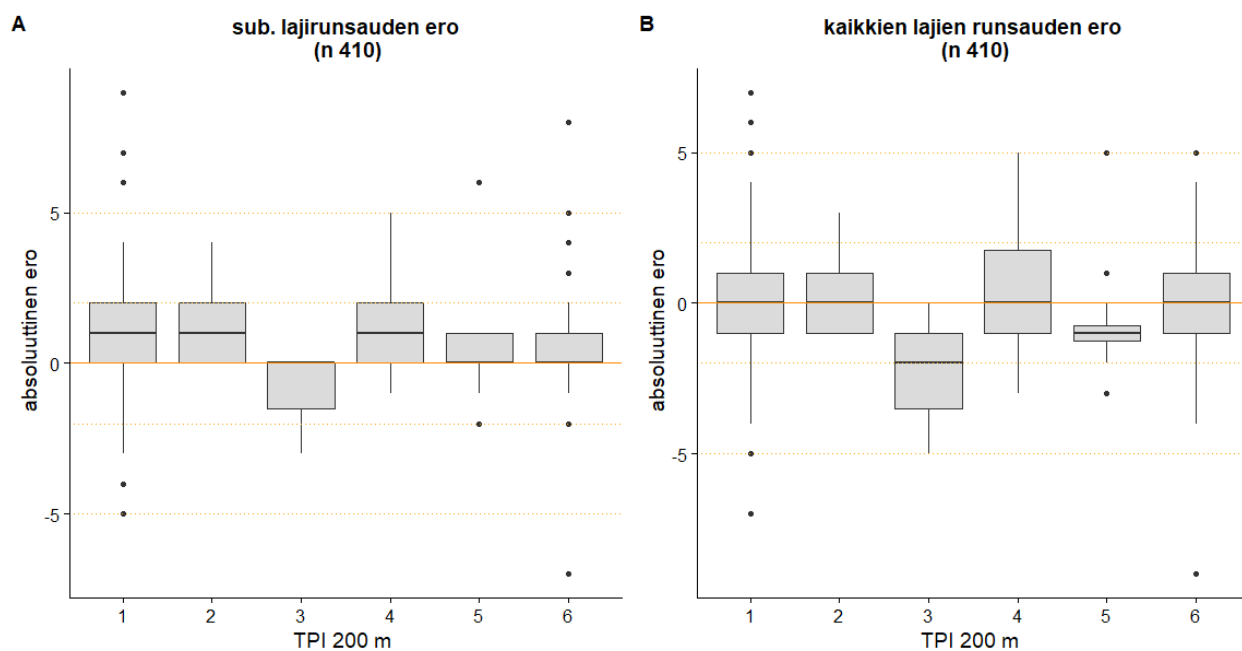 A
sub. lajirunsauden ero
(n 410)
absoluuttinen ero
5
0
-5
1 2 3 4 5 6
TPI 200 m
B
kaikkien lajien runsauden ero
(n 410)
absoluuttinen ero
5
0
-5
1 2 3 4 5 6
TPI 200 m